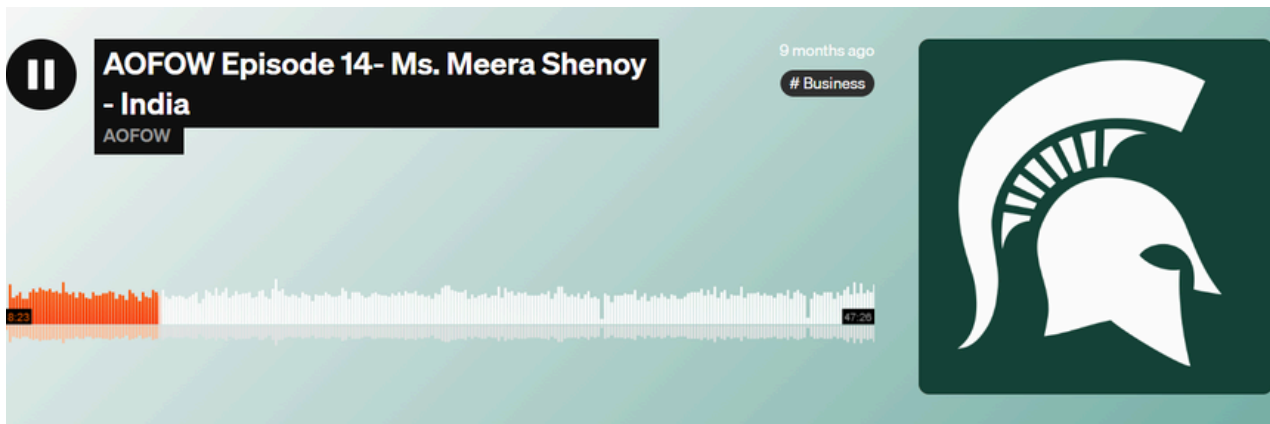 AOFOW Episode 14- Ms. Meera Shenoy
- India
AOFOW
9 months ago
# Business
8:23
47:26